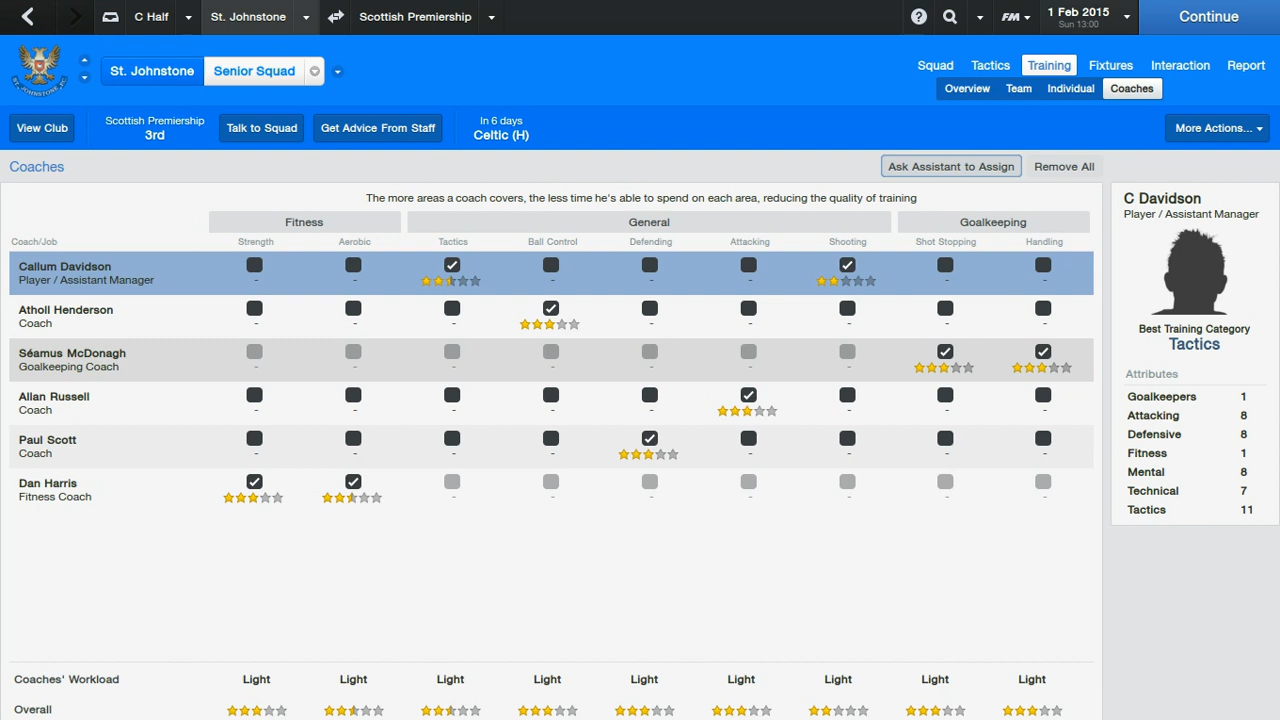 C Half St. Johnstone Scottish Premiership ? FM 1 Feb 2015 Continue
Sun 13:00
St. Johnstone Senior Squad Squad Tactics Training Fixtures Interaction Report
Overview Team Individual Coaches
View Club Scottish Premiership 3rd Talk to Squad Get Advice From Staff In 6 days Celtic (H) More Actions...
Coaches Ask Assistant to Assign Remove All
The more areas a coach covers, the less time he's able to spend on each area, reducing the quality of training
Fitness General Goalkeeping
Coach/Job Strength Aerobic Tactics Ball Control Defending Attacking Shooting Shot Stopping Handling
Callum Davidson
Player / Assistant Manager - - - - - - -
Atholl Henderson
Coach - - - - - - - -
Séamus McDonagh
Goalkeeping Coach - - - - - - -
Allan Russell
Coach - - - - - - - -
Paul Scott
Coach - - - - - - - -
Dan Harris
Fitness Coach - - - - - - -
Coaches' Workload Light Light Light Light Light Light Light Light Light
Overall
C Davidson
Player / Assistant Manager
Best Training Category
Tactics
Attributes
Goalkeepers 1
Attacking 8
Defensive 8
Fitness 1
Mental 8
Technical 7
Tactics 11